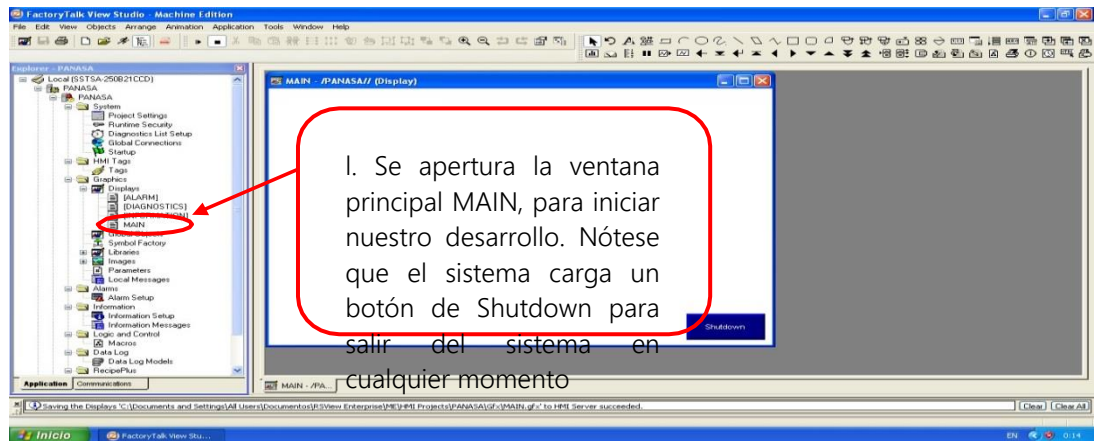 FactoryTalk View Studio - Machine Edition
File Edit View Objects Arrange Animation Application Tools Window Help
Explorer - PANASA
Local (SSTSA-250B21CCD)
PANASA
PANASA
System
Project Settings
Runtime Security
Diagnostics List Setup
Global Connections
Startup
HMI Tags
Tags
Graphics
Displays
[ALARM]
[DIAGNOSTICS]
[INFORMATION]
MAIN
Global Objects
Symbol Factory
Libraries
Images
Parameters
Local Messages
Alarms
Alarm Setup
Information
Information Setup
Information Messages
Logic and Control
Macros
Data Log
Data Log Models
RecipePlus
Application Communications
MAIN - /PANASA// (Display)
l. Se apertura la ventana
principal MAIN, para iniciar
nuestro desarrollo. Nótese
que el sistema carga un
botón de Shutdown para
salir del sistema en
cualquier momento
Shutdown
MAIN - /PA...
Saving the Displays 'C:\Documents and Settings\All Users\Documentos\RSView Enterprise\ME\HMI Projects\PANASA\Gfx\MAIN.gfx' to HMI Server succeeded.
Clear Clear All
Inicio
FactoryTalk View Stu...
EN 0:14